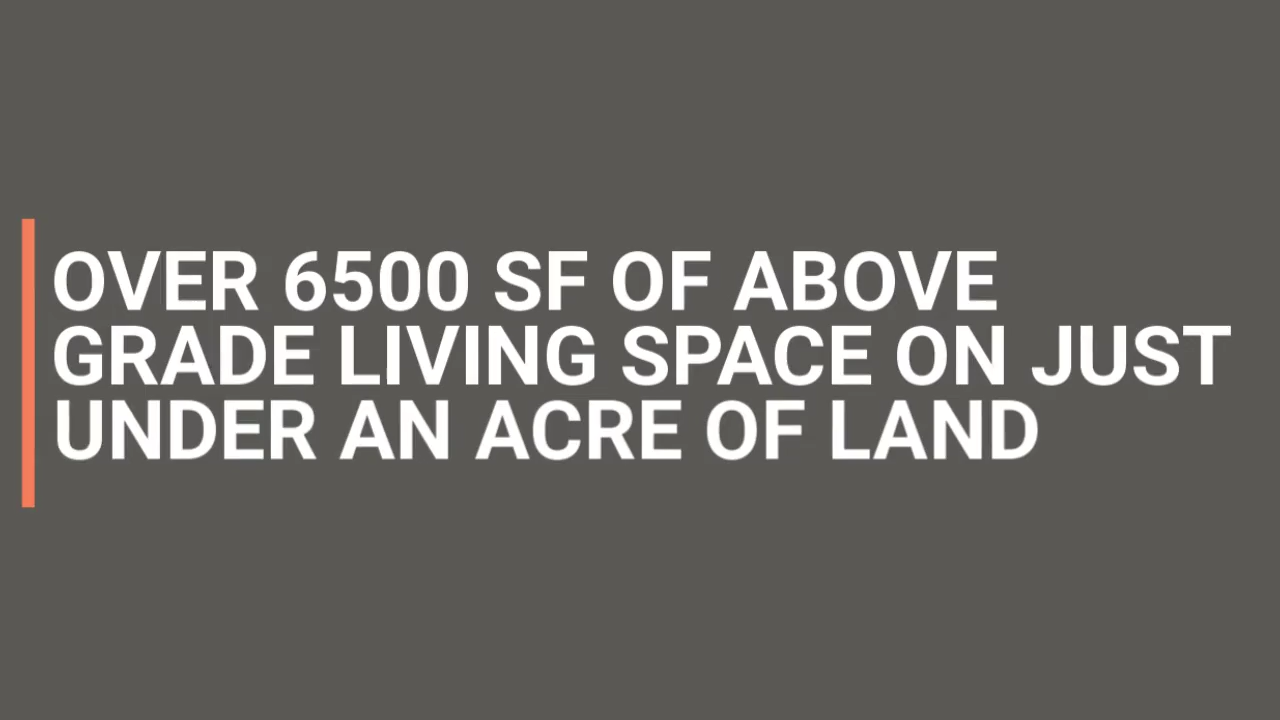 OVER 6500 SF OF ABOVE
GRADE LIVING SPACE ON JUST
UNDER AN ACRE OF LAND